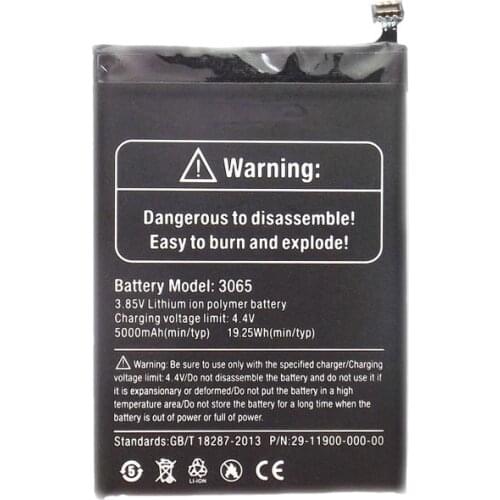 Warning:
Dangerous to disassemble!
Easy to burn and explode!
Battery Model: 3065
3.85V Lithium ion polymer battery
Charging voltage limit: 4.4V
5000mAh(min/typ) 19.25Wh(min/typ)
Warning: Be sure to use only with the specified charger/Charging
voltage limit: 4.4V/Do not disassemble the battery and do not use if
it is expansionary or deformed/Do not put the battery in a high
temperature area/Do not store the battery for a long time when the
battery is out of power or full of power.
Standards:GB/T 18287-2013 P/N:29-11900-000-00
5
LI-ION
CE